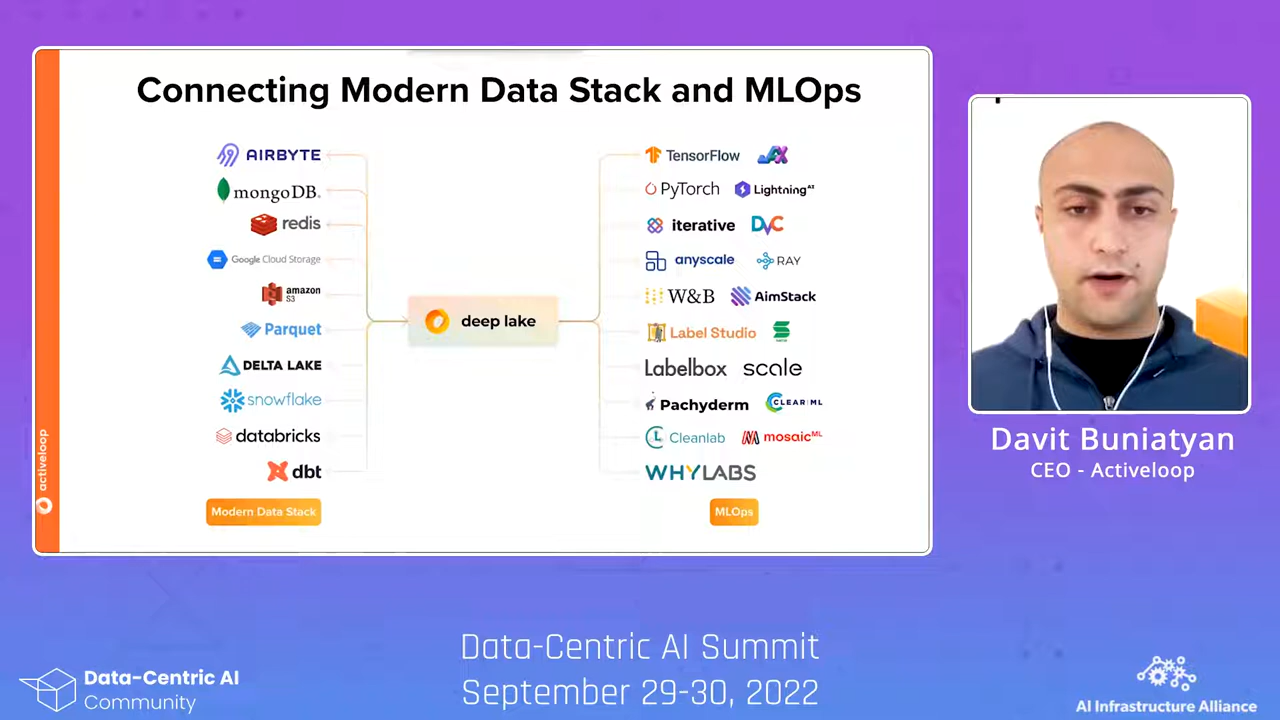 Connecting Modern Data Stack and MLOps
AIRBYTE
mongoDB.
redis
Google Cloud Storage
amazon
S3
Parquet
DELTA LAKE
snowflake
databricks
dbt
Modern Data Stack
deep lake
TensorFlow
JAX
PyTorch
Lightning AI
iterative
DVC
anyscale
RAY
W&B
AimStack
Label Studio
Labelbox
scale
Pachyderm
CLEAR ML
Cleanlab
mosaic ML
WHYLABS
MLOps
activeloop
Davit Buniatyan
CEO - Activeloop
Data-Centric AI Summit
September 29-30, 2022
Data-Centric AI
Community
AI Infrastructure Alliance